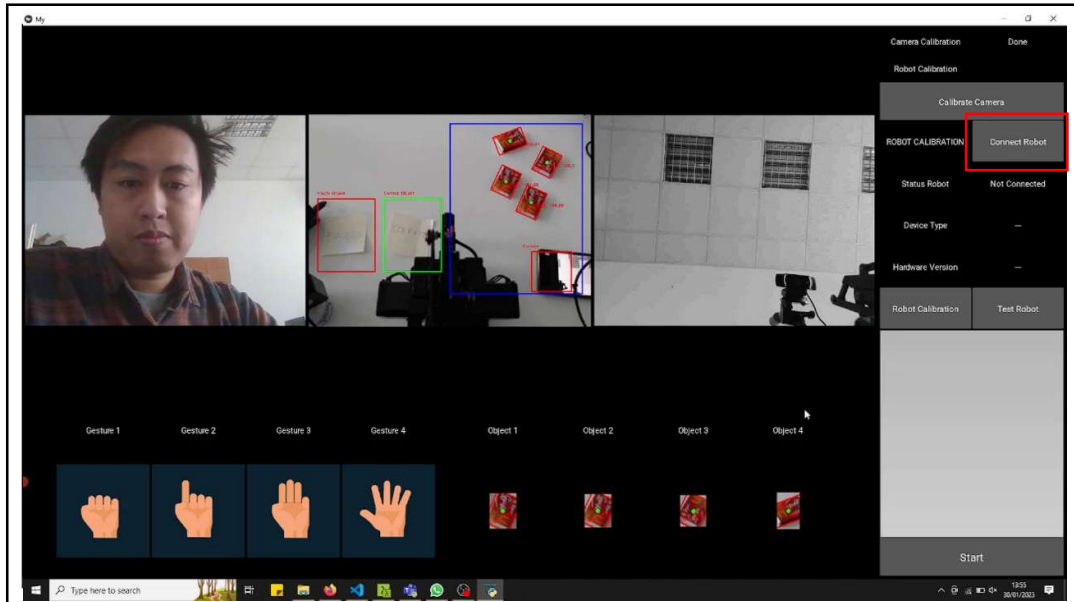 My
Camera Calibration Done
Robot Calibration
Calibrate Camera
ROBOT CALIBRATION Connect Robot
Status Robot Not Connected
Device Type —
Hardware Version —
Robot Calibration Test Robot
Gesture 1 Gesture 2 Gesture 3 Gesture 4 Object 1 Object 2 Object 3 Object 4
Start
Type here to search
13:55
30/01/2023